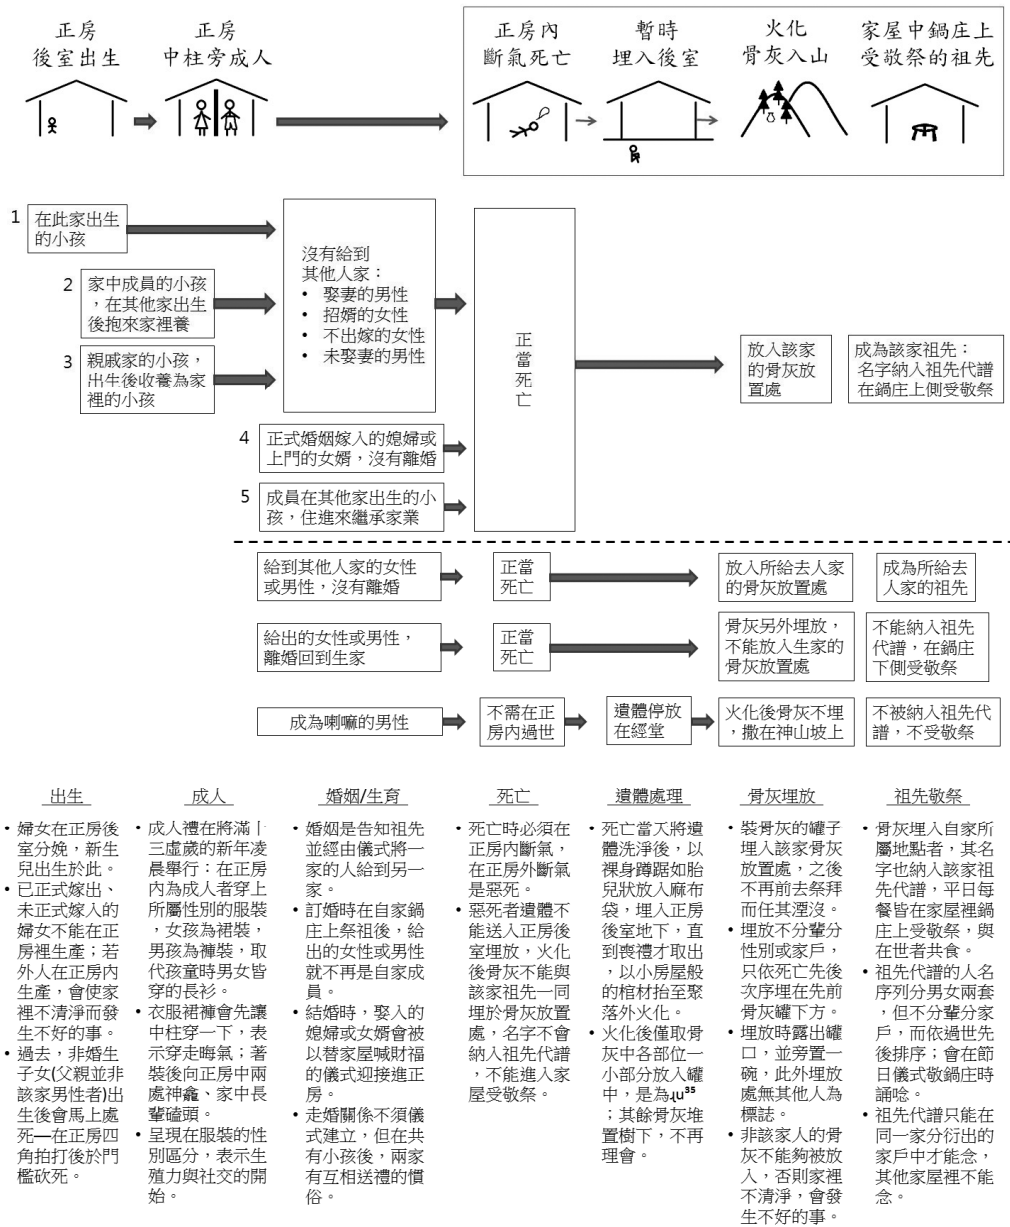 正房
後室出生
正房
中柱旁成人
正房內
斷氣死亡
暫時
埋入後室
火化
骨灰入山
家屋中鍋庄上
受敬祭的祖先
1
在此家出生
的小孩
2
家中成員的小孩
，在其他家出生
後抱來家裡養
3
親戚家的小孩，
出生後收養為家
裡的小孩
沒有給到
其他人家：
• 娶妻的男性
• 招婿的女性
• 不出嫁的女性
• 未娶妻的男性
4
正式婚姻嫁入的媳婦或
上門的女婿，沒有離婚
5
成員在其他家出生的小
孩，住進來繼承家業
正
當
死
亡
放入該家
的骨灰放
置處
成為該家祖先：
名字納入祖先代譜
在鍋庄上側受敬祭
給到其他人家的女性
或男性，沒有離婚
正當
死亡
放入所給去人家
的骨灰放置處
成為所給去
人家的祖先
給出的女性或男性，
離婚回到生家
正當
死亡
骨灰另外埋放，
不能放入生家的
骨灰放置處
不能納入祖先
代譜，在鍋庄
下側受敬祭
成為喇嘛的男性
不需在正
房內過世
遺體停放
在經堂
火化後骨灰不埋
，撒在神山坡上
不被納入祖先代
譜，不受敬祭
出生
• 婦女在正房後
室分娩，新生
兒出生於此。
• 已正式嫁出、
未正式嫁入的
婦女不能在正
房裡生產；若
外人在正房內
生產，會使家
裡不清淨而發
生不好的事。
• 過去，非婚生
子女(父親並非
該家男性者)出
生後會馬上處
死—在正房四
角拍打後於門
檻砍死。
成人
• 成人禮在將滿十
三虛歲的新年凌
晨舉行：在正房
內為成人者穿上
所屬性別的服裝
，女孩為裙裝，
男孩為褲裝，取
代孩童時男女皆
穿的長衫。
• 衣服裙褲會先讓
中柱穿一下，表
示穿走晦氣；著
裝後向正房中兩
處神龕、家中長
輩磕頭。
• 呈現在服裝的性
別區分，表示生
殖力與社交的開
始。
婚姻/生育
• 婚姻是告知祖先
並經由儀式將一
家的人給到另一
家。
• 訂婚時在自家鍋
庄上祭祖後，給
出的女性或男性
就不再是自家成
員。
• 結婚時，娶入的
媳婦或女婿會被
以替家屋喊財福
的儀式迎接進正
房。
• 走婚關係不須儀
式建立，但在共
有小孩後，兩家
有互相送禮的慣
俗。
死亡
• 死亡時必須在
正房內斷氣，
在正房外斷氣
是惡死。
• 惡死者遺體不
能送入正房後
室埋放，火化
後骨灰不能與
該家祖先一同
埋於骨灰放置
處，名字不會
納入祖先代譜
，不能進入家
屋受敬祭。
遺體處理
• 死亡當天將遺
體洗淨後，以
裸身蹲踞如胎
兒狀放入麻布
袋，埋入正房
後室地下，直
到喪禮才取出
，以小房屋般
的棺材抬至聚
落外火化。
• 火化後僅取骨
灰中各部位一
小部分放入罐
中，是為ɻu³⁵
；其餘骨灰堆
置樹下，不再
理會。
骨灰埋放
• 裝骨灰的罐子
埋入該家骨灰
放置處，之後
不再前去祭拜
而任其湮沒。
• 埋放不分輩分
性別或家戶，
只依死亡先後
次序埋在先前
骨灰罐下方。
• 埋放時露出罐
口，並旁置一
碗，此外埋放
處無其他人為
標誌。
• 非該家人的骨
灰不能夠被放
入，否則家裡
不清淨，會發
生不好的事。
祖先敬祭
• 骨灰埋入自家所
屬地點者，其名
字也納入該家祖
先代譜，平日每
餐皆在家屋裡鍋
庄上受敬祭，與
在世者共食。
• 祖先代譜的人名
序列分男女兩套
，但不分輩分家
戶，而依過世先
後排序；會在節
日儀式敬鍋庄時
誦唸。
• 祖先代譜只能在
同一家分衍出的
家戶中才能念，
其他家屋裡不能
念。